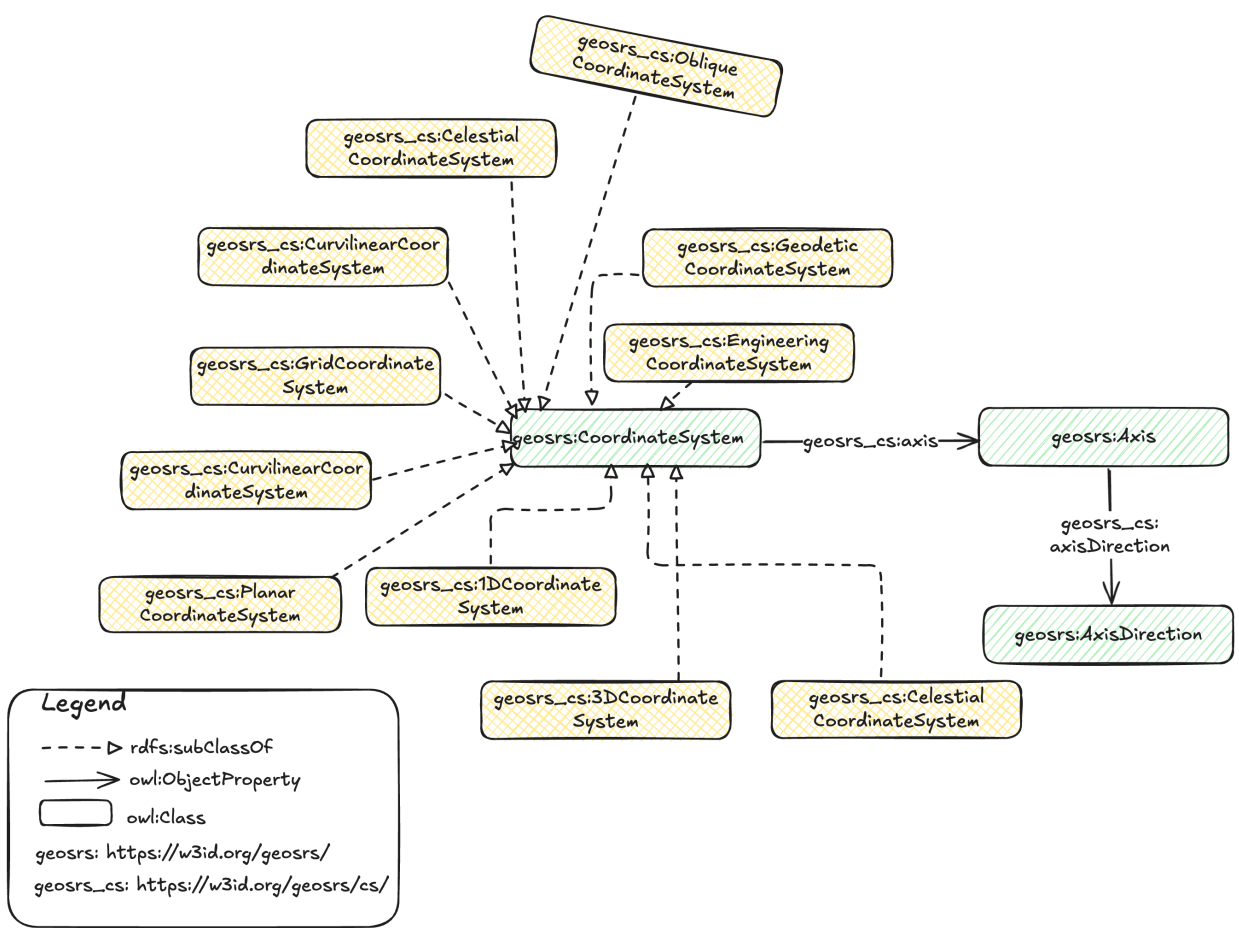 geosrs_cs:Oblique
CoordinateSystem
geosrs_cs:Celestial
CoordinateSystem
geosrs_cs:CurvilinearCoor
dinateSystem
geosrs_cs:Geodetic
CoordinateSystem
geosrs_cs:GridCoordinate
System
geosrs_cs:Engineering
CoordinateSystem
geosrs:CoordinateSystem
geosrs_cs:axis
geosrs:Axis
geosrs_cs:CurvilinearCoor
dinateSystem
geosrs_cs:
axisDirection
geosrs_cs:Planar
CoordinateSystem
geosrs_cs:1DCoordinate
System
geosrs:AxisDirection
geosrs_cs:3DCoordinate
System
geosrs_cs:Celestial
CoordinateSystem
Legend
rdfs:subClassOf
owl:ObjectProperty
owl:Class
geosrs: https://w3id.org/geosrs/
geosrs_cs: https://w3id.org/geosrs/cs/